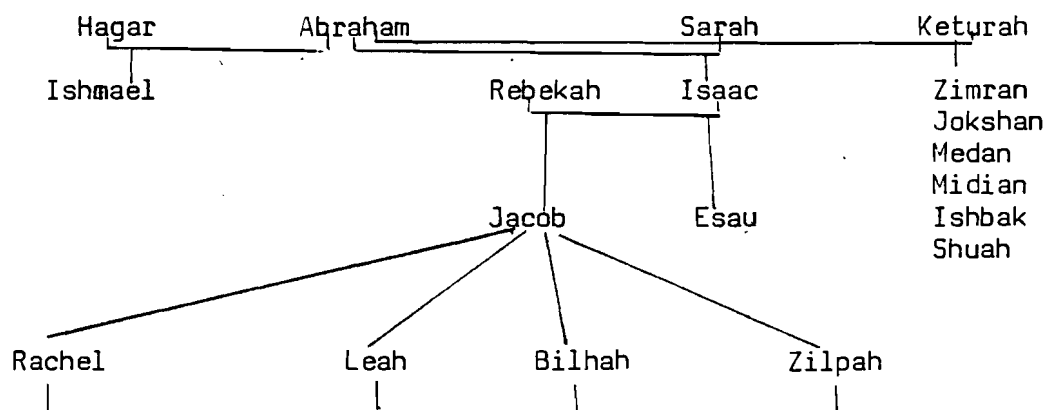 Hagar Abraham Sarah Keturah
Ishmael Rebekah Isaac Zimran
Jokshan
Medan
Midian
Jacob Esau Ishbak
Shuah
Rachel Leah Bilhah Zilpah